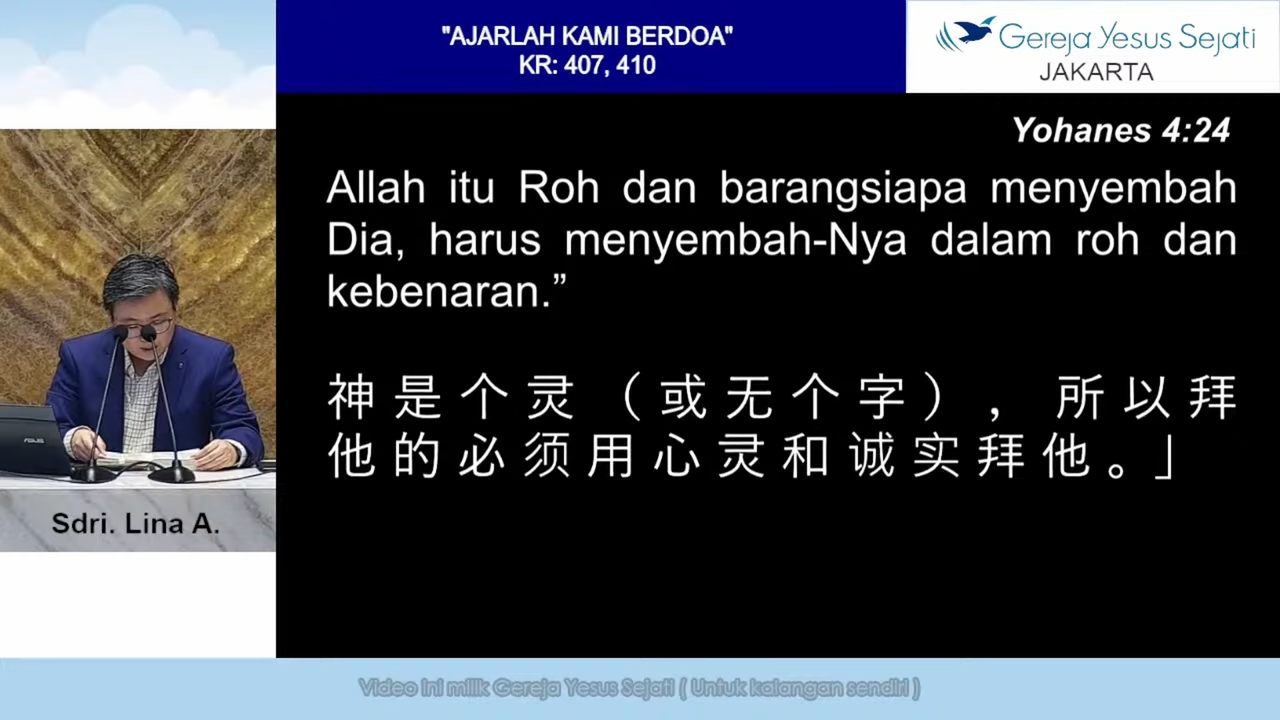 "AJARLAH KAMI BERDOA"
KR: 407, 410
Gereja Yesus Sejati
JAKARTA
Yohanes 4:24
Allah itu Roh dan barangsiapa menyembah
Dia, harus menyembah-Nya dalam roh dan
kebenaran.”
神是个灵（或无个字），所以拜
他的必须用心灵和诚实拜他。」
ASUS
Sdri. Lina A.
Video ini milik Gereja Yesus Sejati ( Untuk kalangan sendiri )